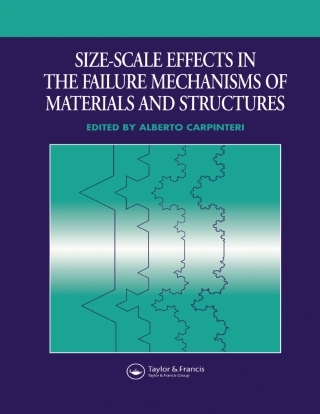 SIZE-SCALE EFFECTS IN
THE FAILURE MECHANISMS OF
MATERIALS AND STRUCTURES
EDITED BY ALBERTO CARPINTERI
Taylor & Francis
Taylor & Francis Group